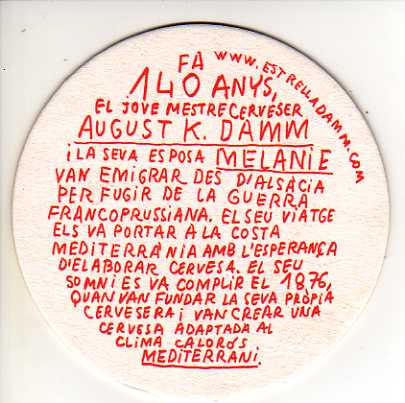 FA
WWW.ESTRELLADAMM.COM
140 ANYS,
EL JOVE MESTRE CERVESER
AUGUST K. DAMM
i LA SEVA ESPOSA MELANIE
VAN EMIGRAR DES D'ALSÀCIA
PER FUGIR DE LA GUERRA
FRANCOPRUSSIANA. EL SEU VIATGE
ELS VA PORTAR A LA COSTA
MEDITERRÀNIA AMB L'ESPERANÇA
D'ELABORAR CERVESA. EL SEU
SOMNI ES VA COMPLIR EL 1876,
QUAN VAN FUNDAR LA SEVA PRÒPIA
CERVESERA i VAN CREAR UNA
CERVESA ADAPTADA AL
CLIMA CALORÓS
MEDITERRANI.